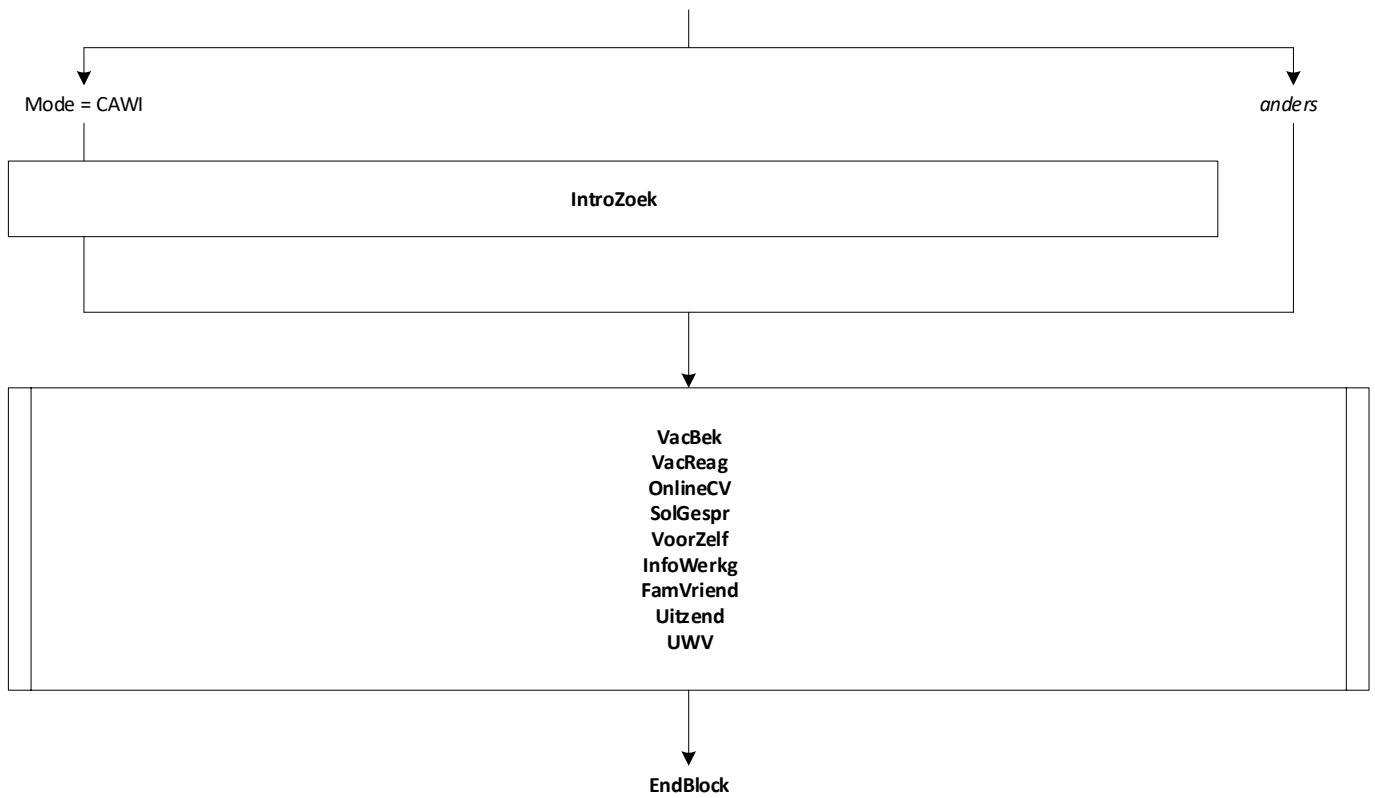 Mode = CAWI
anders
IntroZoek
VacBek
VacReag
OnlineCV
SolGespr
VoorZelf
InfoWerkg
FamVriend
Uitzend
UWV
EndBlock